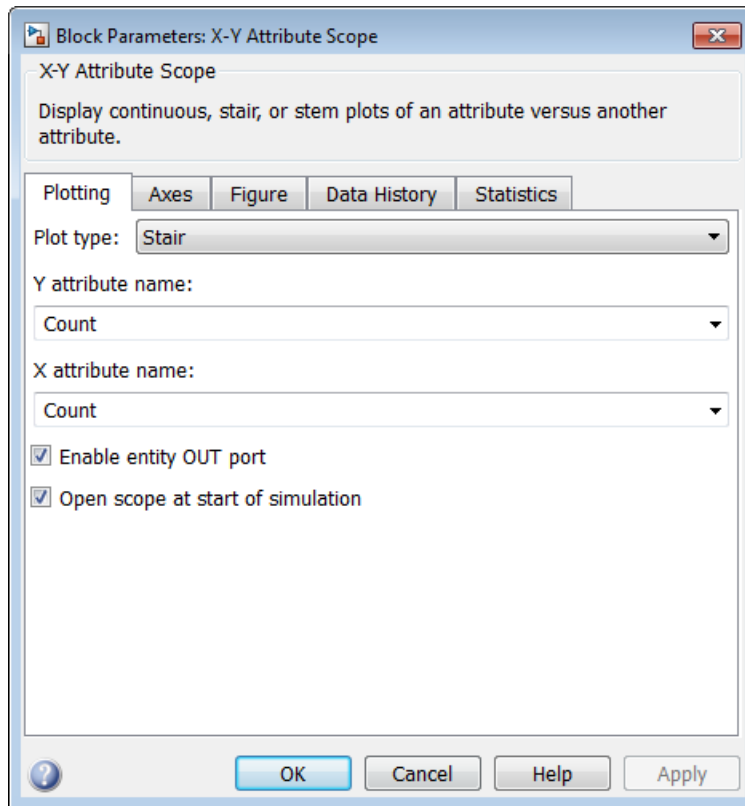 Block Parameters: X-Y Attribute Scope
X-Y Attribute Scope
Display continuous, stair, or stem plots of an attribute versus another
attribute.
Plotting Axes Figure Data History Statistics
Plot type: Stair
Y attribute name:
Count
X attribute name:
Count
Enable entity OUT port
Open scope at start of simulation
OK Cancel Help Apply